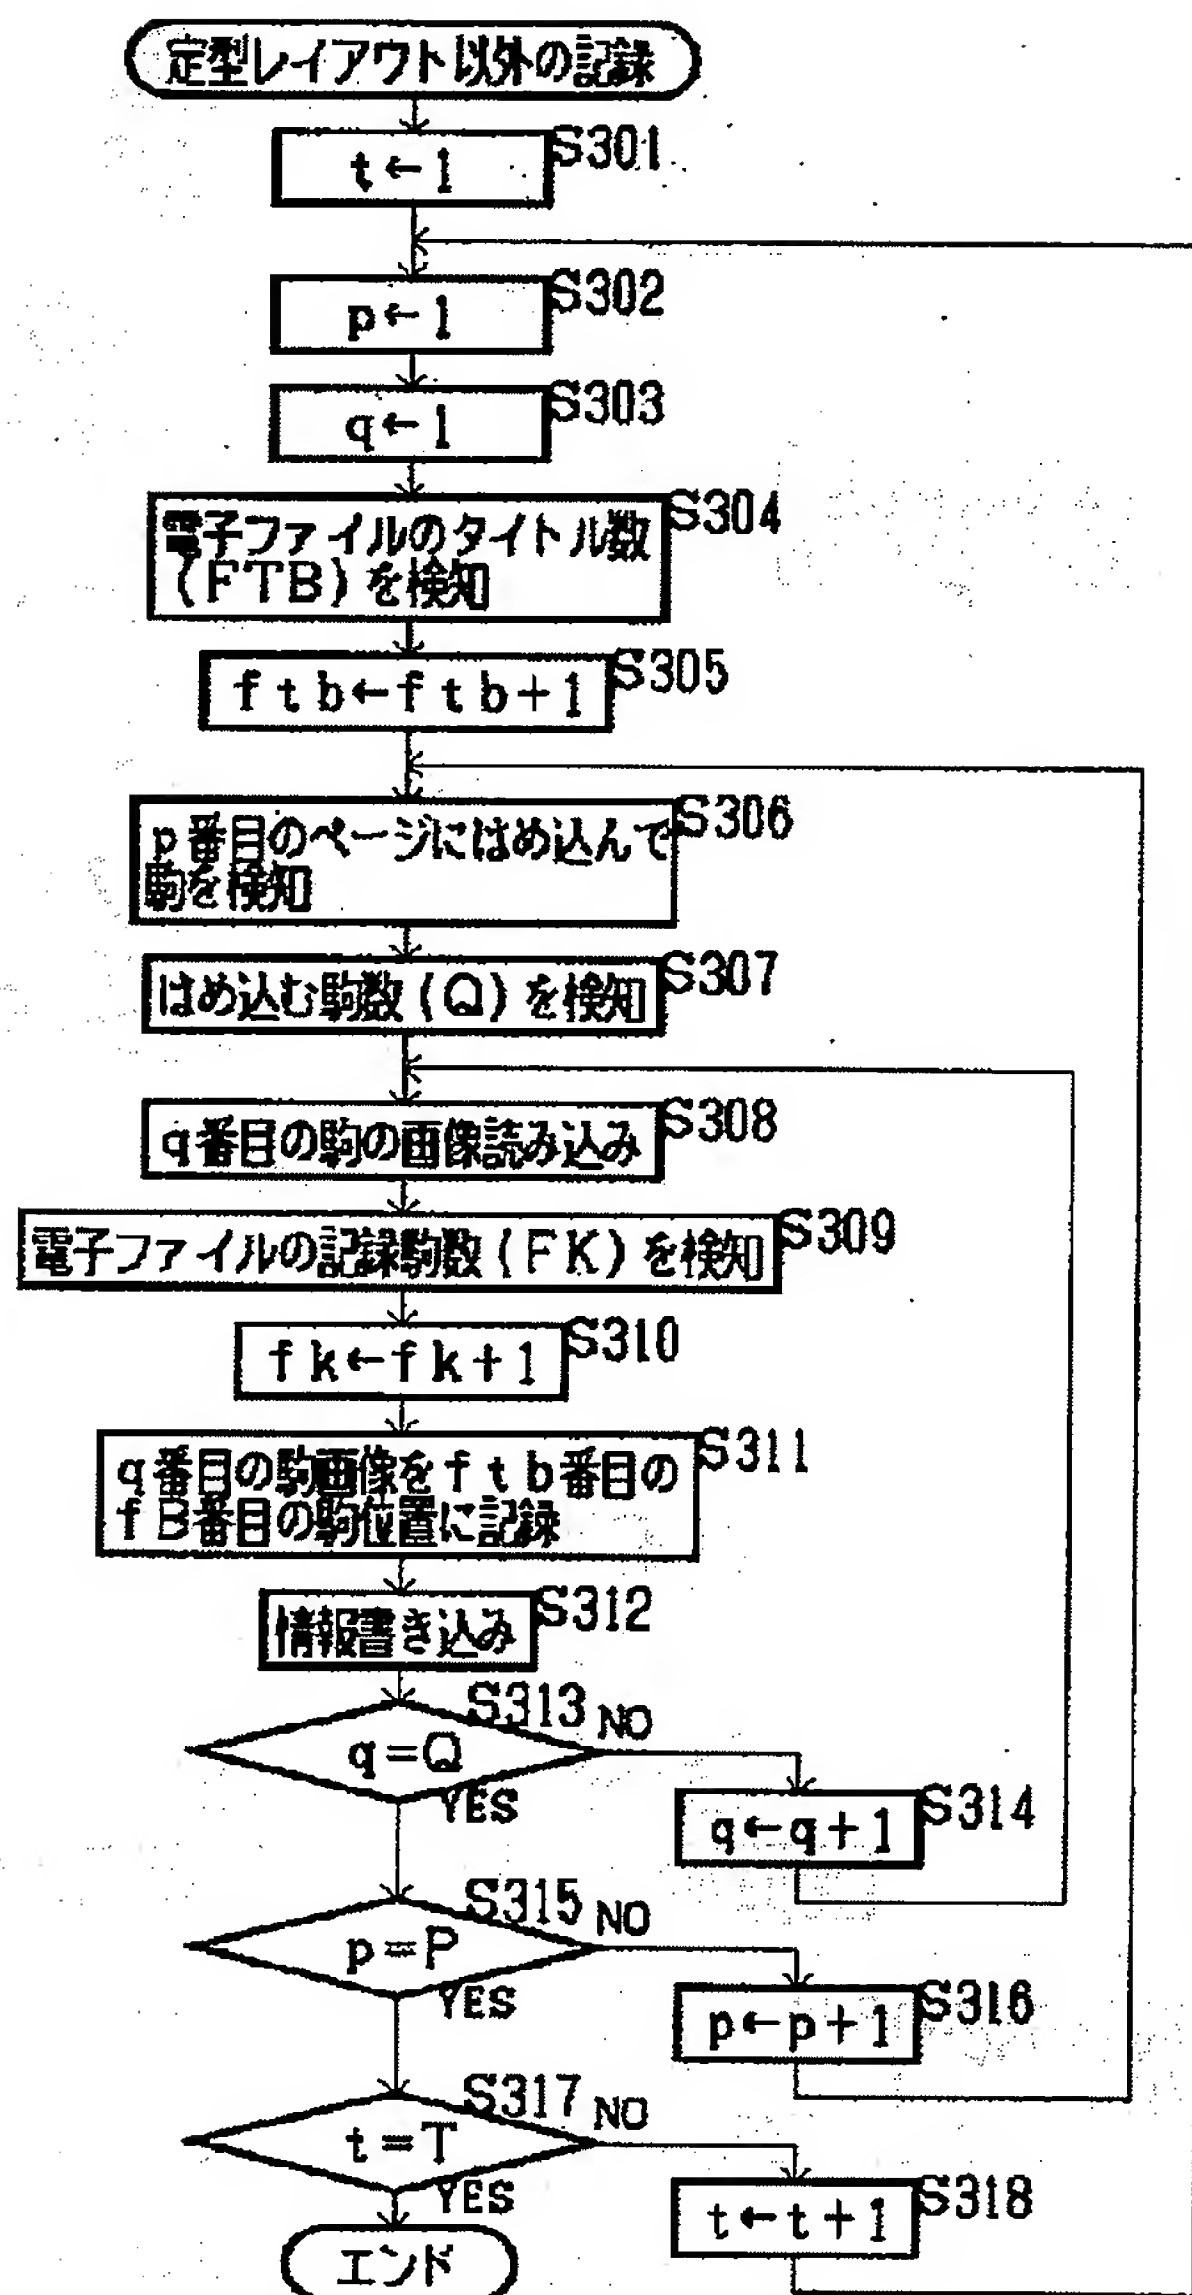 定型レイアウト以外の記録
S301
t←1
S302
p←1
S303
q←1
S304
電子ファイルのタイトル数
(FTB)を検知
S305
ftb←ftb+1
S306
p番目のページにはめ込んで
駒を検知
S307
はめ込む駒数(Q)を検知
S308
q番目の駒の画像読み込み
S309
電子ファイルの記録駒数(FK)を検知
S310
fk←fk+1
S311
q番目の駒画像をftb番目の
fB番目の駒位置に記録
S312
情報書き込み
S313
NO
q=Q
YES
S314
q←q+1
S315
NO
p=P
YES
S316
p←p+1
S317
NO
t=T
YES
S318
t←t+1
エンド